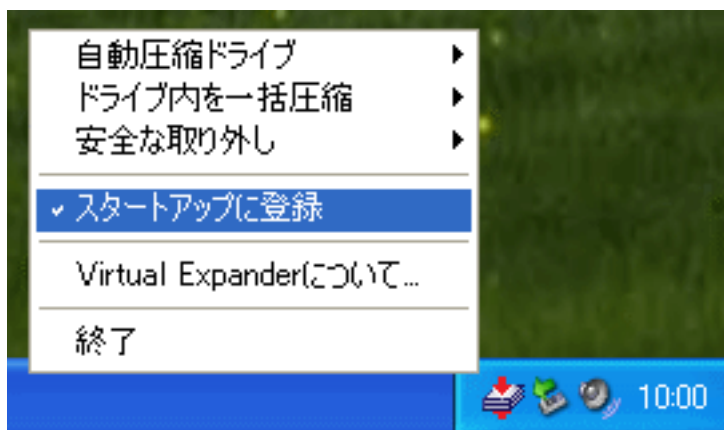 自動圧縮ドライブ
ドライブ内を一括圧縮
安全な取り外し
スタートアップに登録
Virtual Expanderについて...
終了
10:00